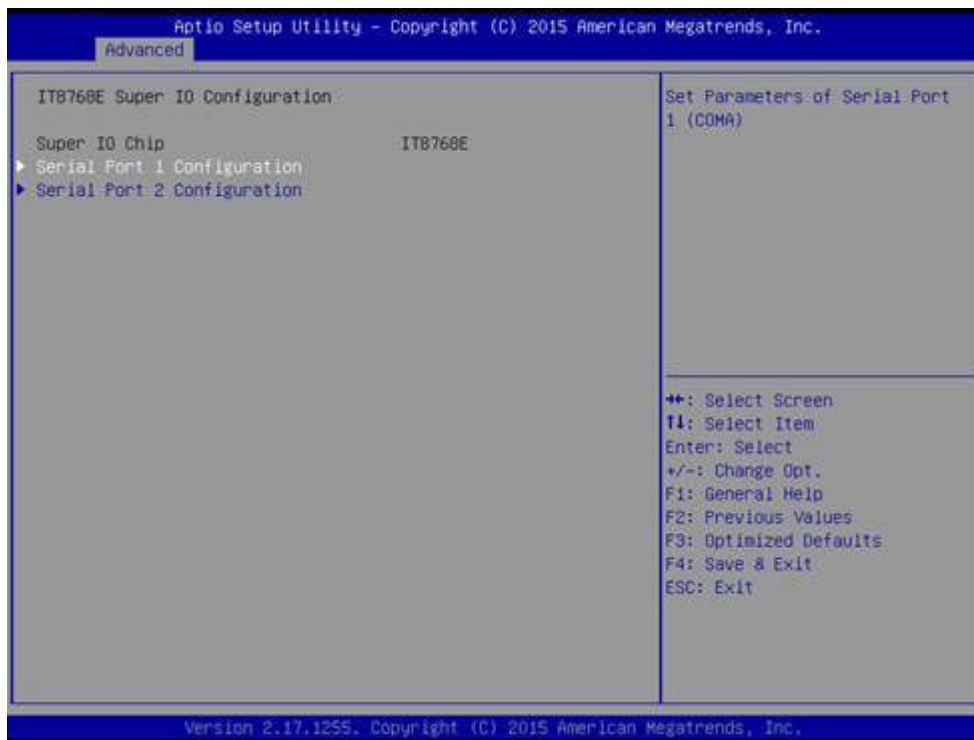 Aptio Setup Utility – Copyright (C) 2015 American Megatrends, Inc.
Advanced
IT8768E Super IO Configuration
Super IO Chip IT8768E
Serial Port 1 Configuration
Serial Port 2 Configuration
Set Parameters of Serial Port
1 (COMA)
→←: Select Screen
↑↓: Select Item
Enter: Select
+/-: Change Opt.
F1: General Help
F2: Previous Values
F3: Optimized Defaults
F4: Save & Exit
ESC: Exit
Version 2.17.1255. Copyright (C) 2015 American Megatrends, Inc.